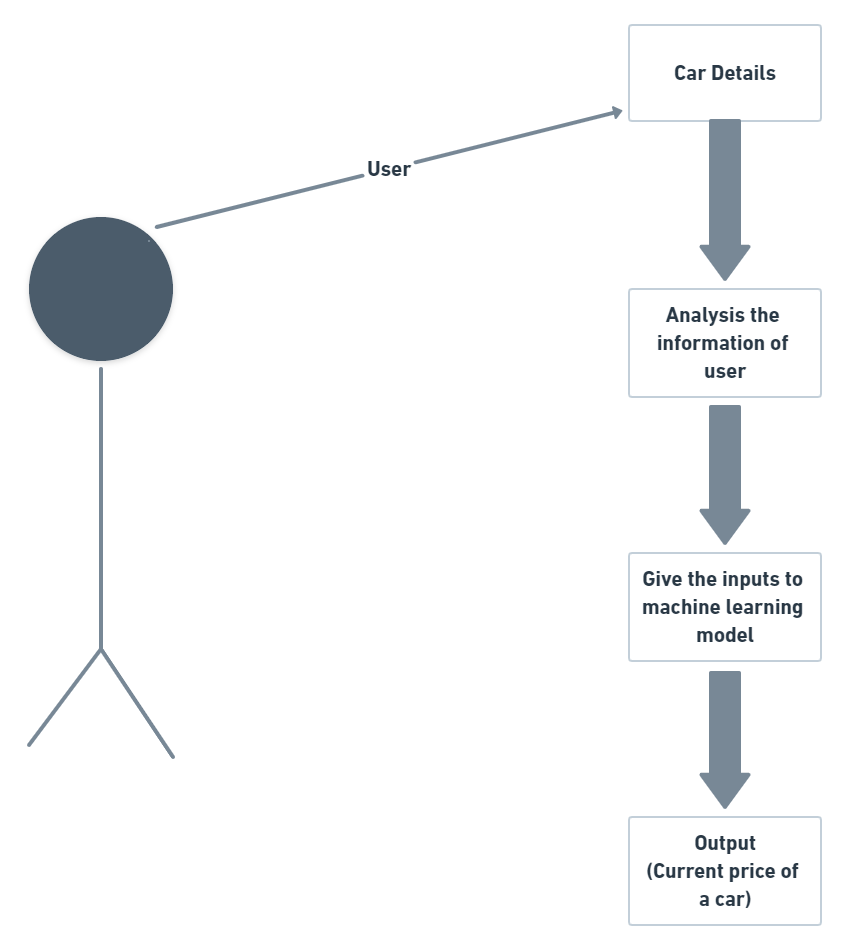 Car Details
User
Analysis the
information of
user
Give the inputs to
machine learning
model
Output
(Current price of
a car)